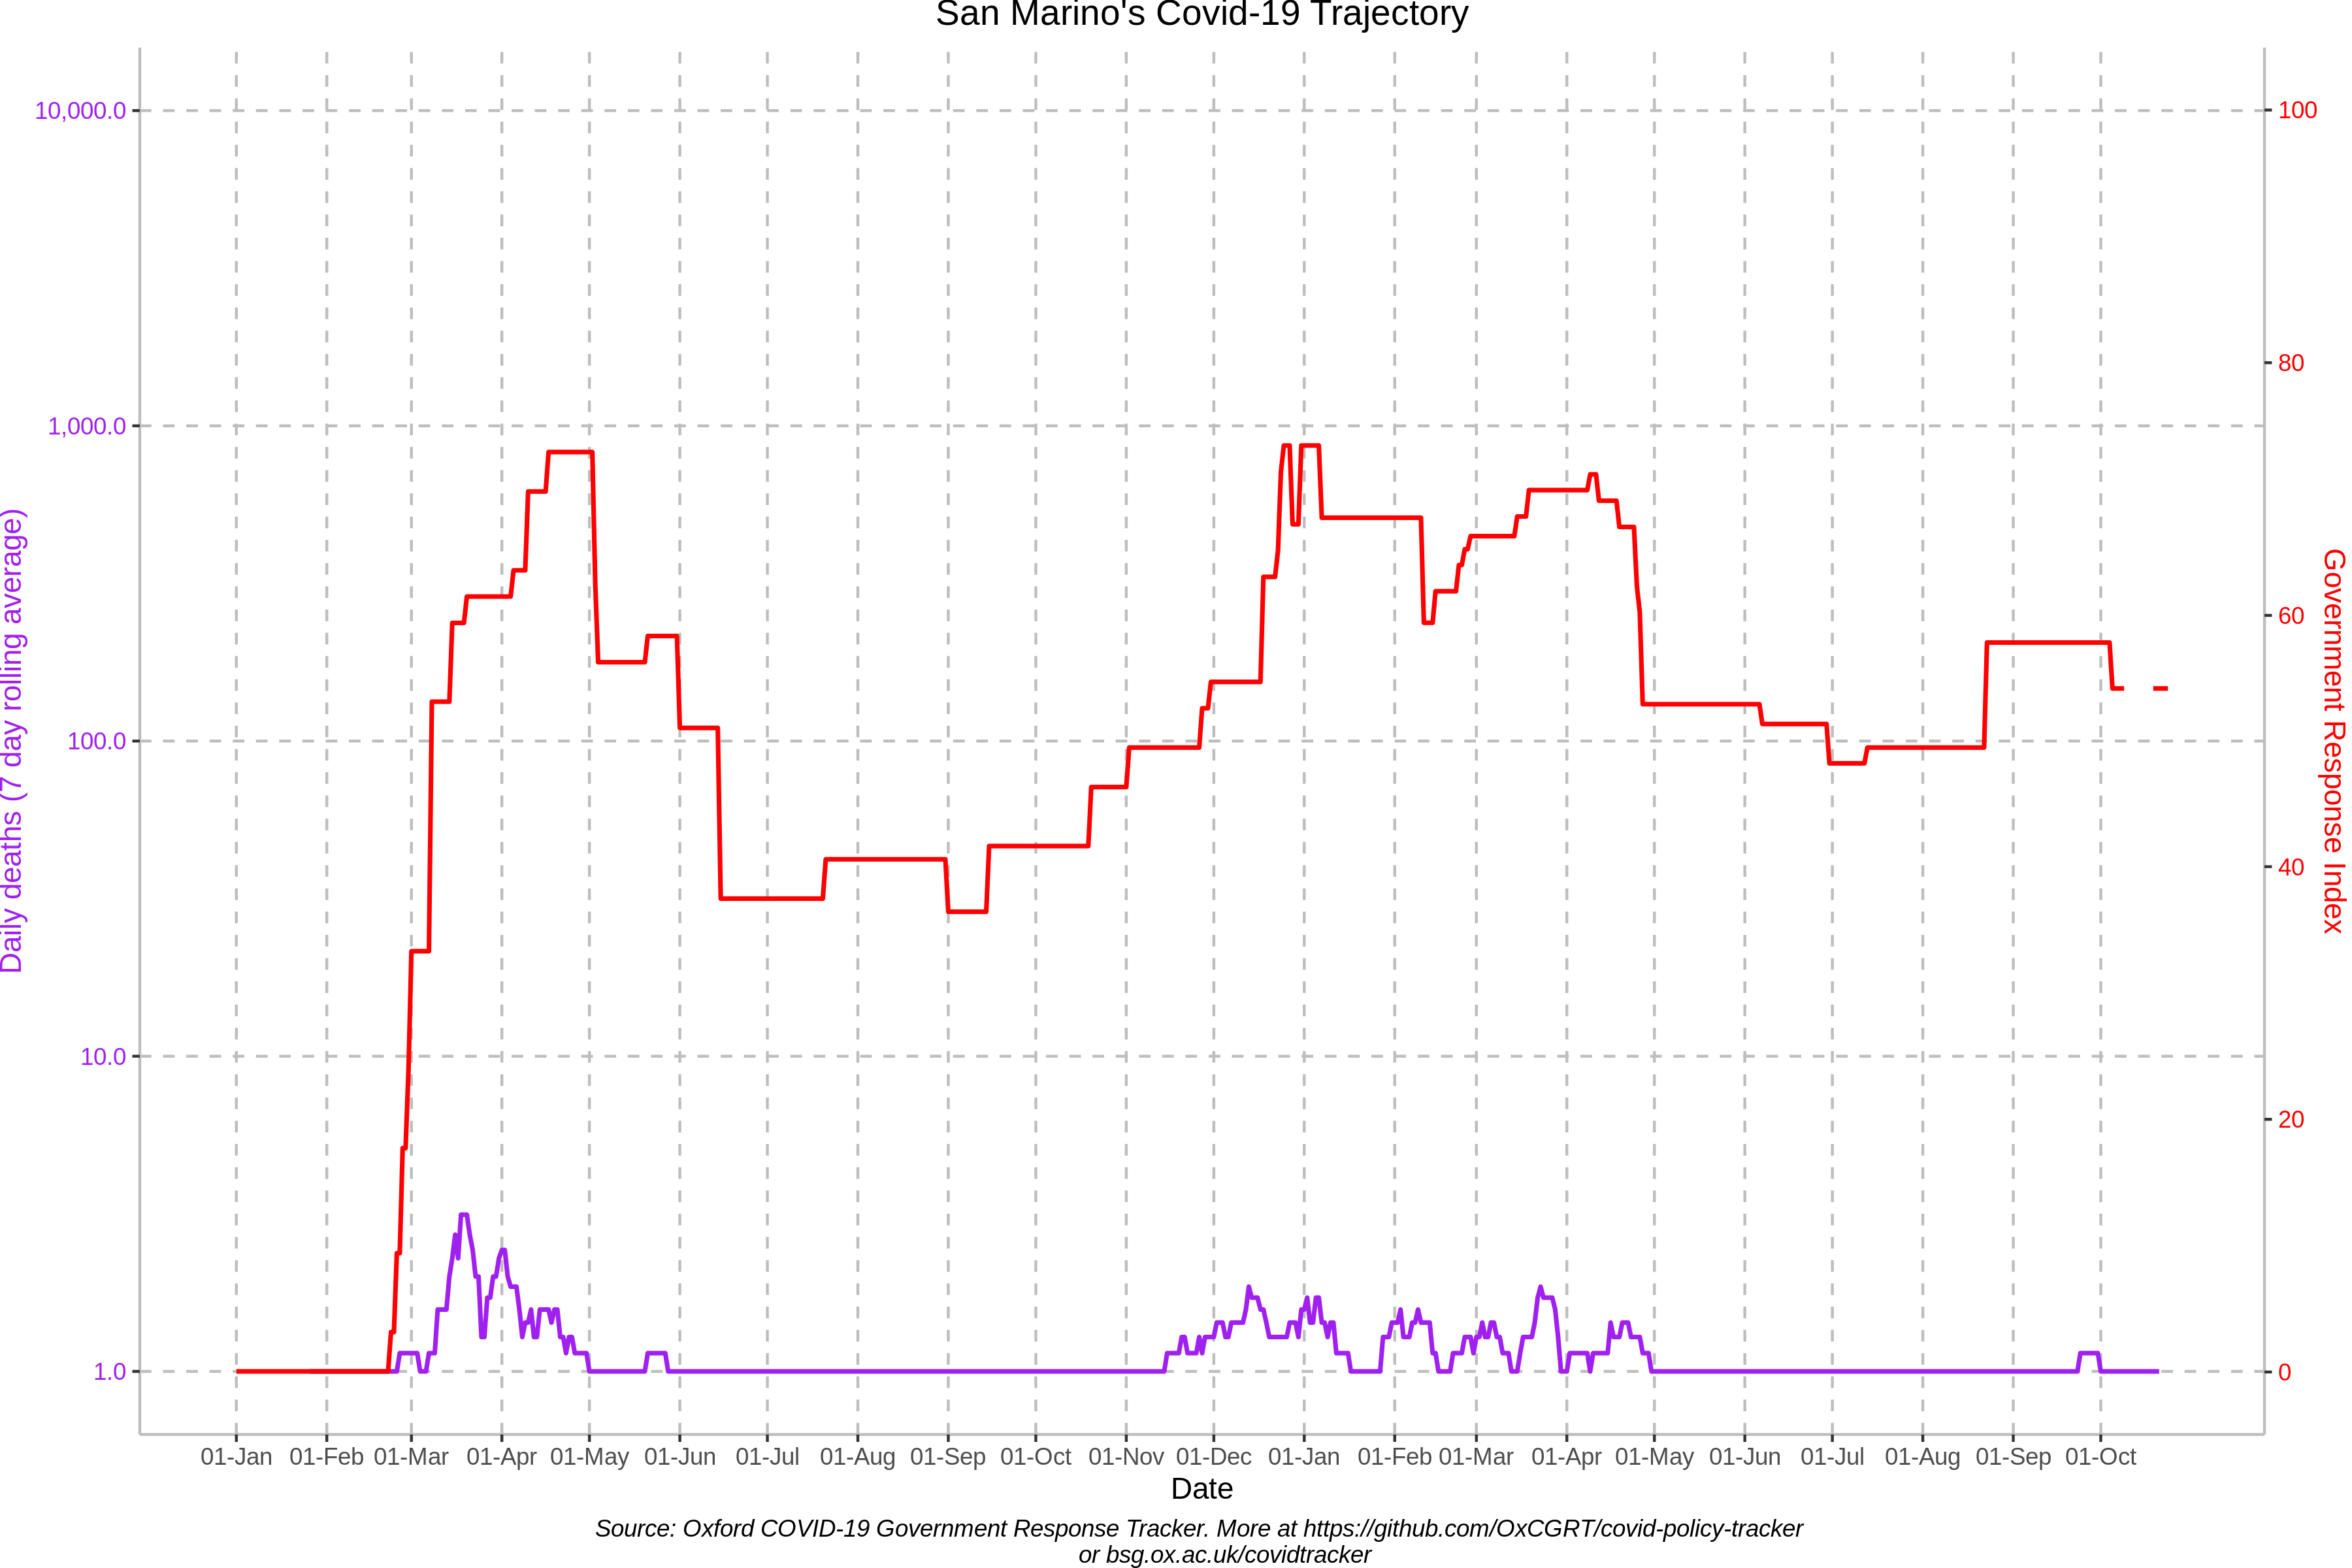 San Marino's Covid-19 Trajectory
10,000.0
1,000.0
100.0
10.0
1.0
Daily deaths (7 day rolling average)
100
80
60
40
20
0
Government Response Index
01-Jan 01-Feb 01-Mar 01-Apr 01-May 01-Jun 01-Jul 01-Aug 01-Sep 01-Oct 01-Nov 01-Dec 01-Jan 01-Feb 01-Mar 01-Apr 01-May 01-Jun 01-Jul 01-Aug 01-Sep 01-Oct
Date
Source: Oxford COVID-19 Government Response Tracker. More at https://github.com/OxCGRT/covid-policy-tracker
or bsg.ox.ac.uk/covidtracker